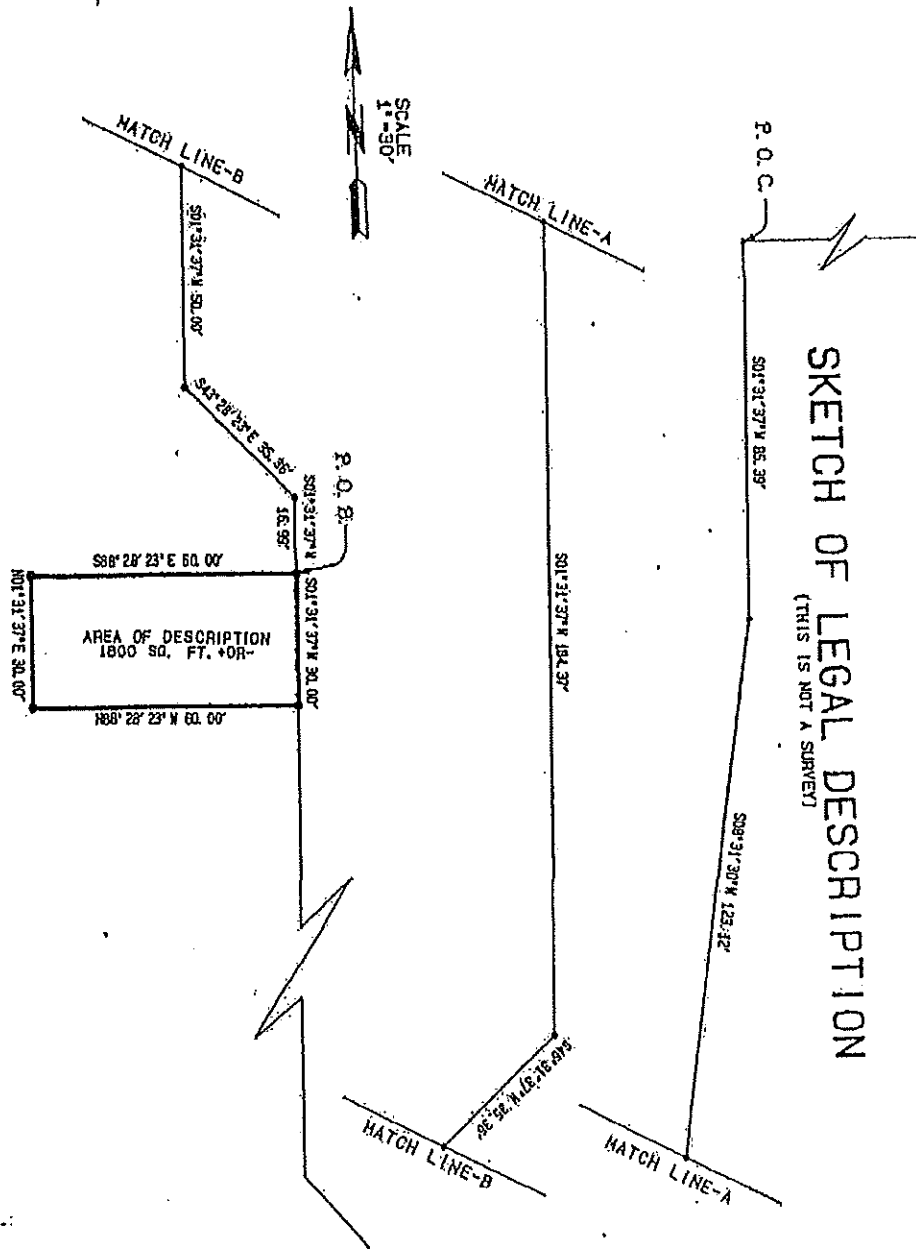 SKETCH OF LEGAL DESCRIPTION
(THIS IS NOT A SURVEY)
P.O.C.
S01°31'37"W 85.39'
S08°31'30"W 123.12'
MATCH LINE-A
MATCH LINE-A
S01°31'37"W 184.37'
S46°31'37"W 35.36'
MATCH LINE-B
SCALE
1"=30'
N
MATCH LINE-B
S01°31'37"W 50.00'
S43°28'23"E 35.36'
S01°31'37"W
16.99'
P.O.B.
S01°31'37"W 30.00'
S88°28'23"E 60.00'
AREA OF DESCRIPTION
1800 SQ. FT. +OR-
N01°31'37"E 30.00'
N88°28'23"W 60.00'